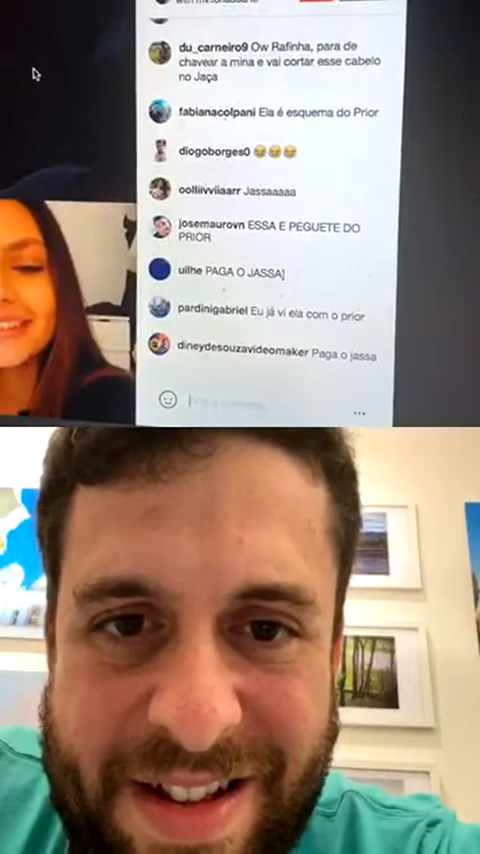 du_carneiro9 Ow Rafinha, para de
chavear a mina e vai cortar esse cabelo
no Jaça
fabianacolpani Ela é esquema do Prior
diogoborges0 😂😂😂
oolliivvliaarr Jassaaaaa
josemaurovn ESSA E PEGUETE DO
PRIOR
uilhe PAGA O JASSA]
pardinigabriel Eu já vi ela com o prior
dineydesouzavideomaker Paga o jassa